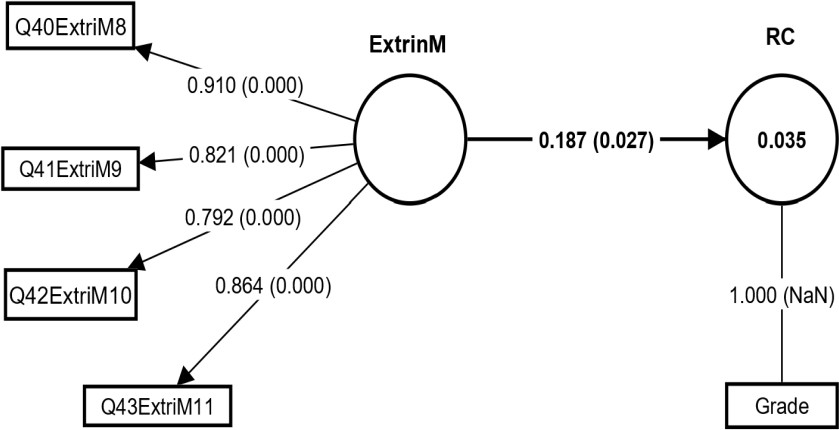 Q40ExtriM8
ExtrinM
RC
0.910 (0.000)
Q41ExtriM9
0.821 (0.000)
0.187 (0.027)
0.035
0.792 (0.000)
Q42ExtriM10
0.864 (0.000)
1.000 (NaN)
Q43ExtriM11
Grade